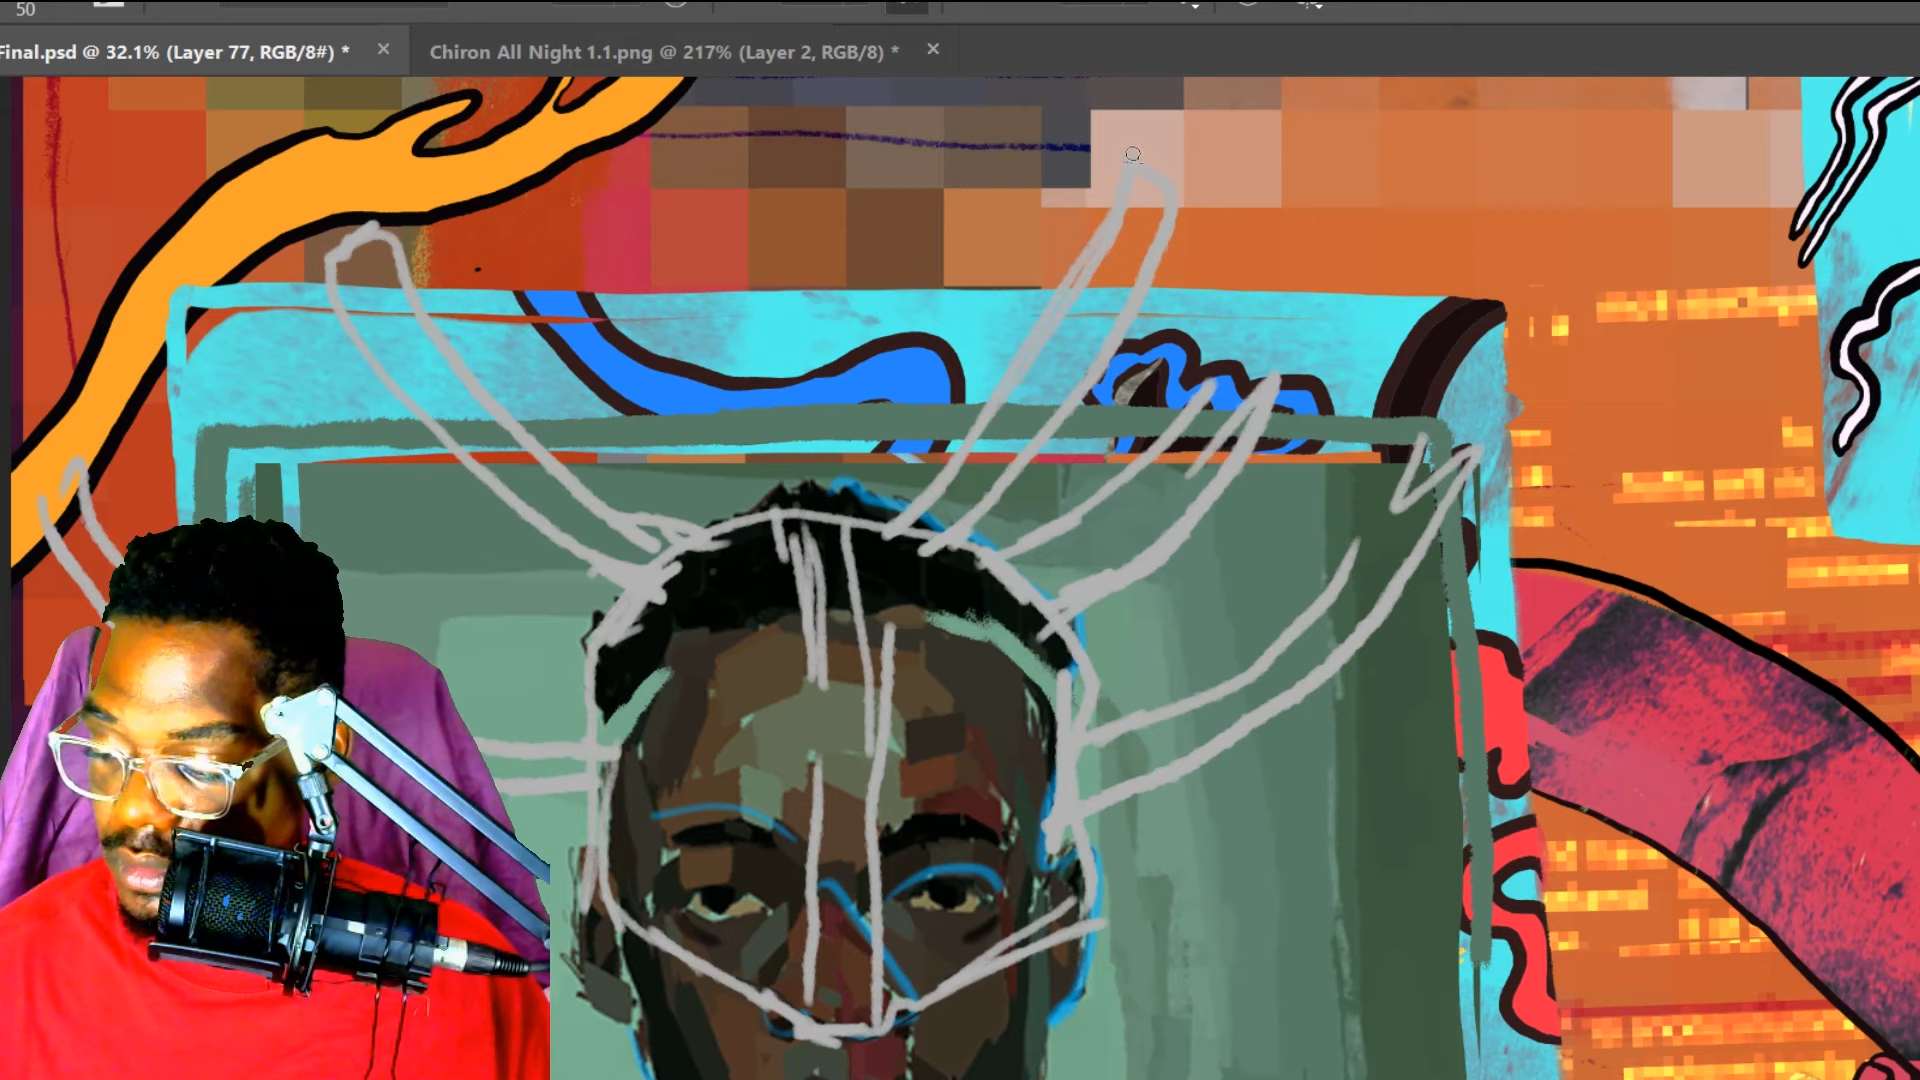 50
Final.psd @ 32.1% (Layer 77, RGB/8#) *
Chiron All Night 1.1.png @ 217% (Layer 2, RGB/8) *